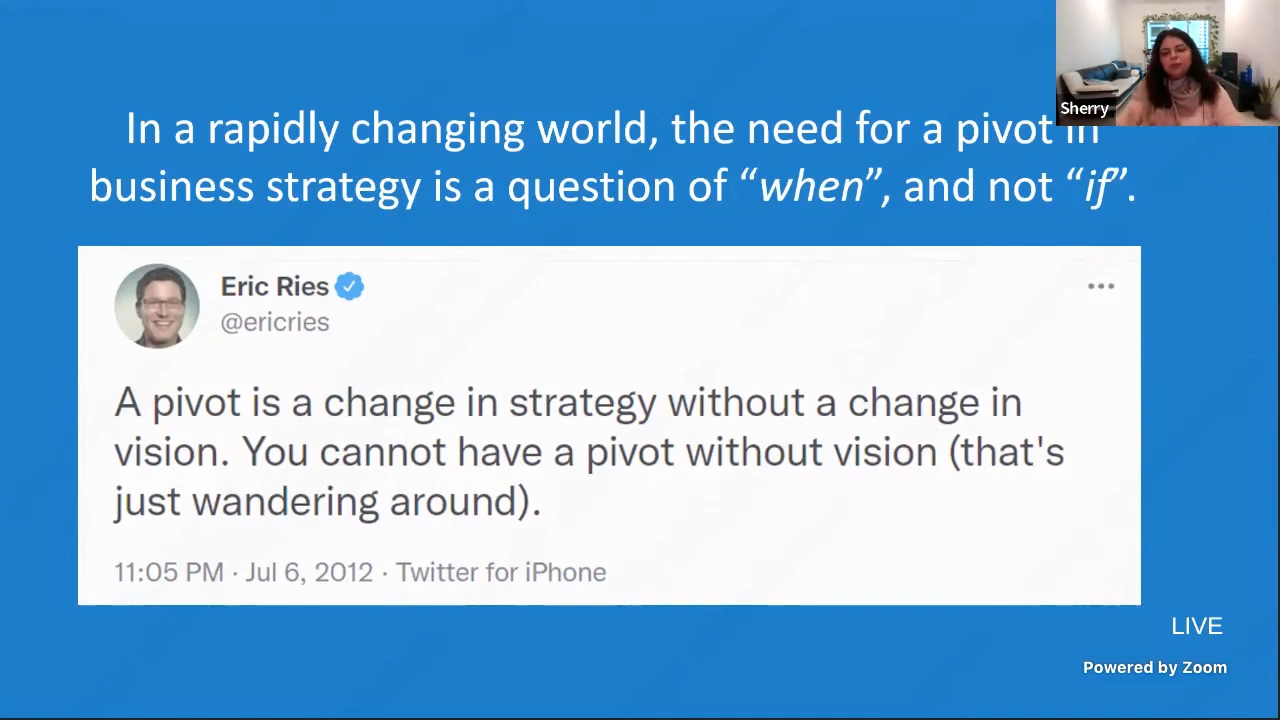 Sherry
In a rapidly changing world, the need for a pivot in
business strategy is a question of “when”, and not “if”.
Eric Ries
@ericries
A pivot is a change in strategy without a change in
vision. You cannot have a pivot without vision (that's
just wandering around).
11:05 PM · Jul 6, 2012 · Twitter for iPhone
LIVE
Powered by Zoom